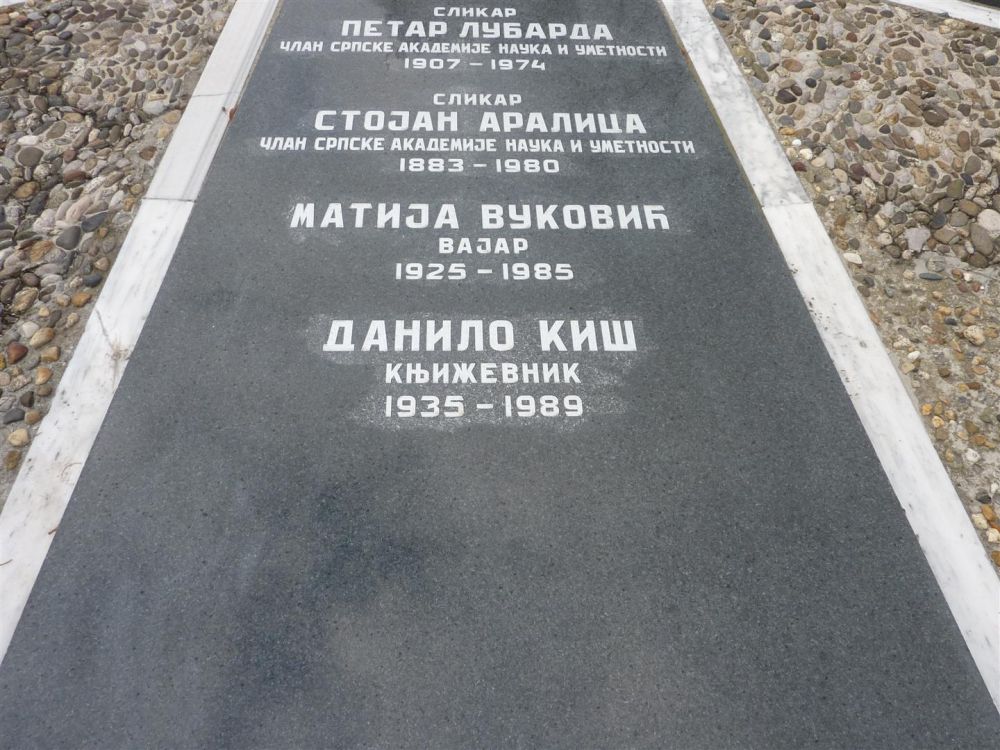 СЛИКАР
ПЕТАР ЛУБАРДА
ЧЛАН СРПСКЕ АКАДЕМИЈЕ НАУКА И УМЕТНОСТИ
1907 - 1974
СЛИКАР
СТОЈАН АРАЛИЦА
ЧЛАН СРПСКЕ АКАДЕМИЈЕ НАУКА И УМЕТНОСТИ
1883 - 1980
МАТИЈА ВУКОВИЋ
ВАЈАР
1925 - 1985
ДАНИЛО КИШ
КЊИЖЕВНИК
1935 - 1989